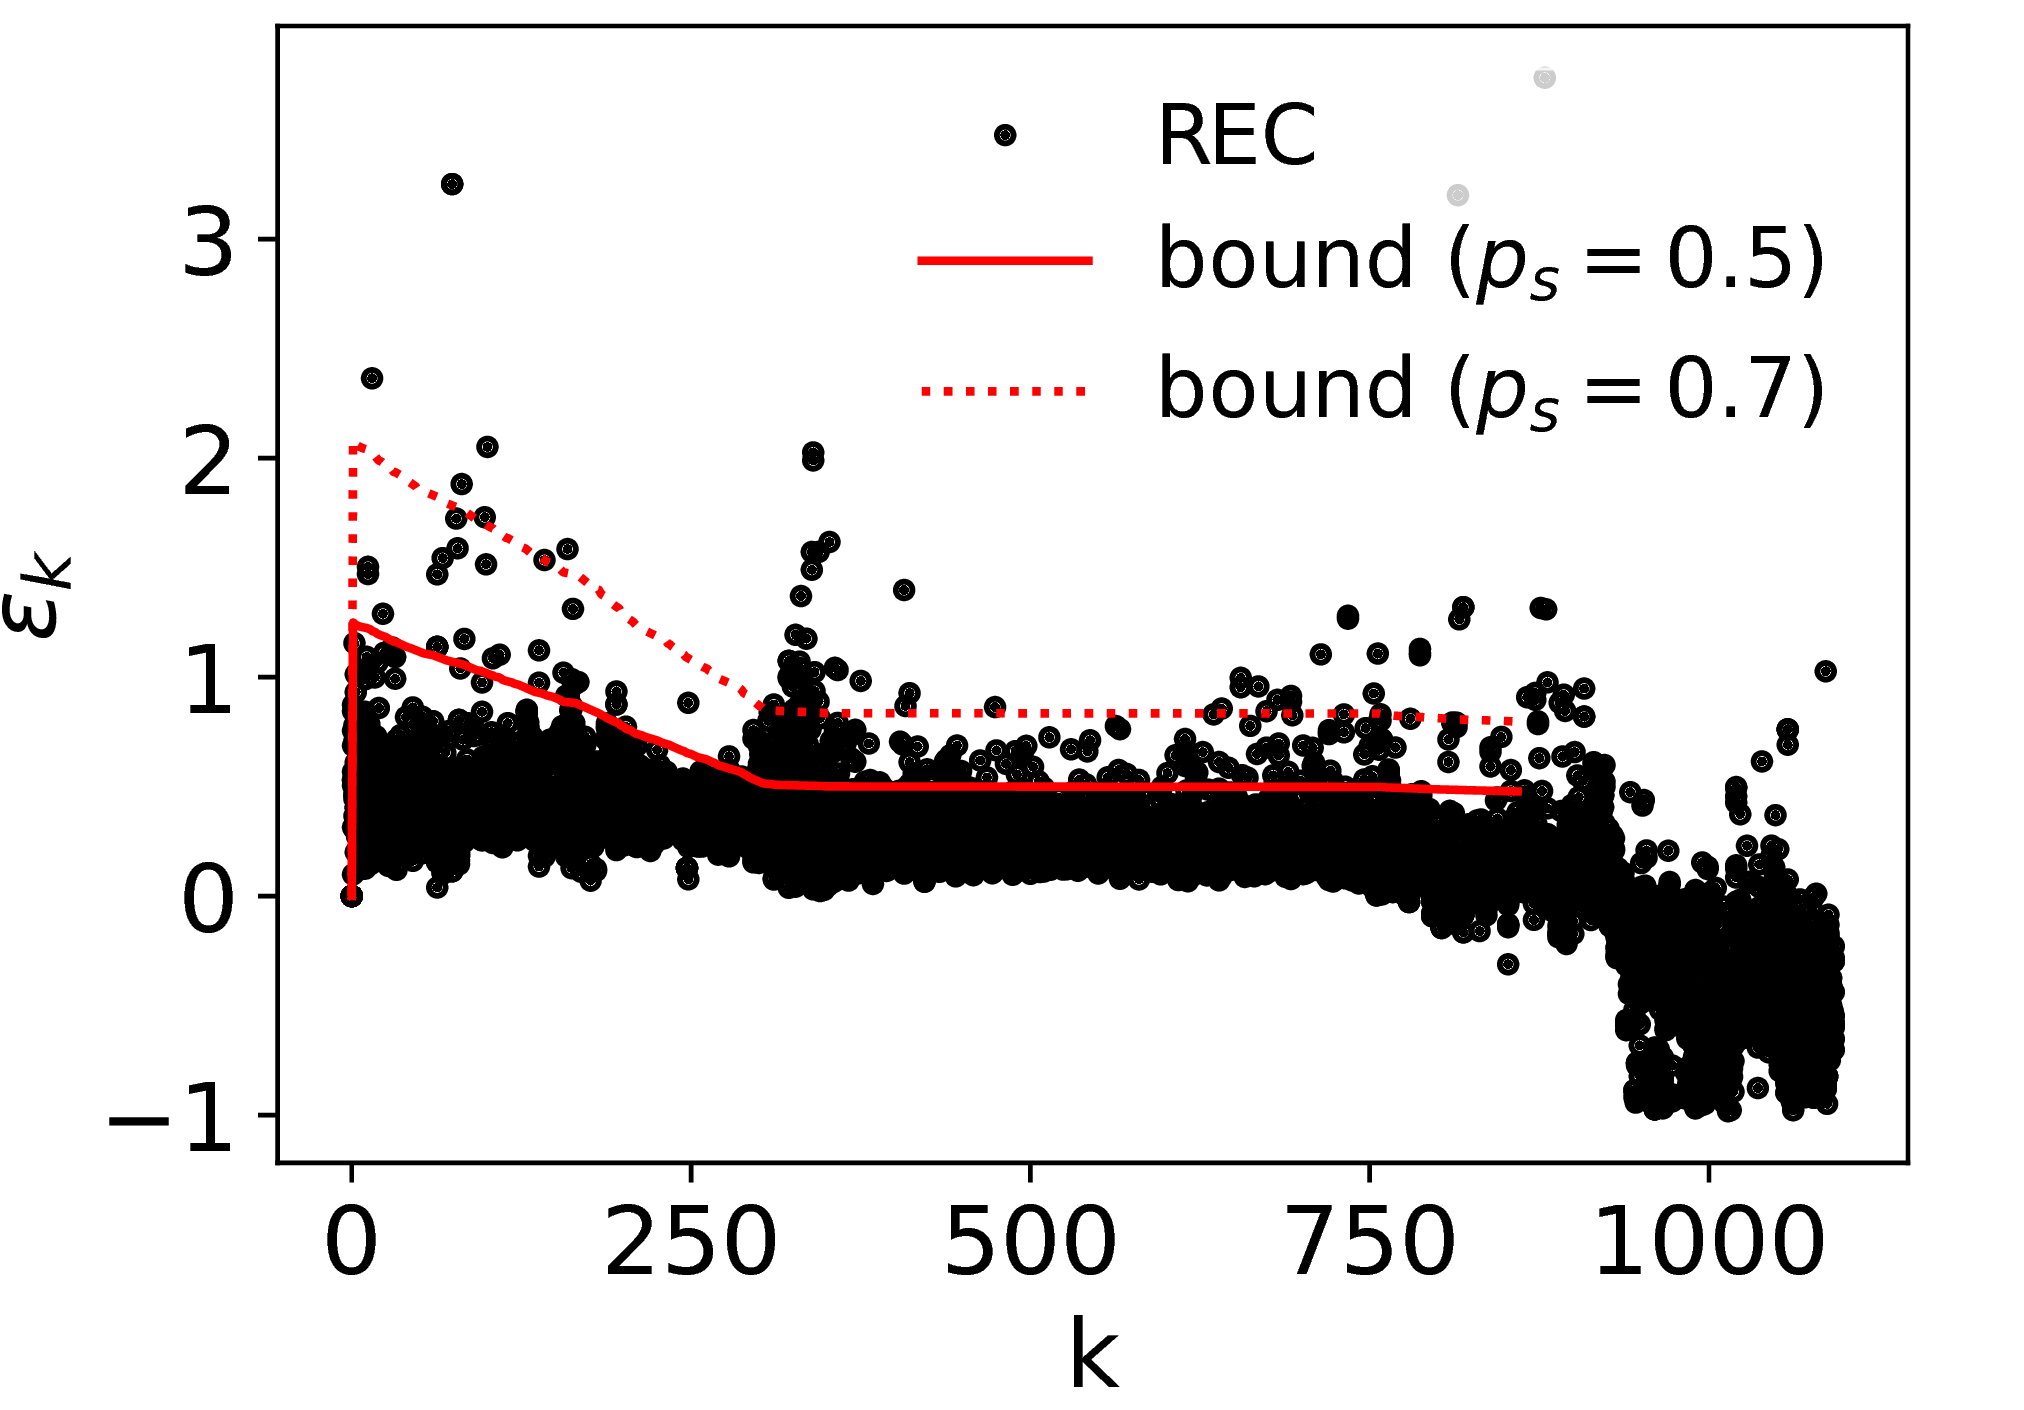 REC
bound (pₛ = 0.5)
bound (pₛ = 0.7)
εₖ
3
2
1
0
−1
0 250 500 750 1000
k